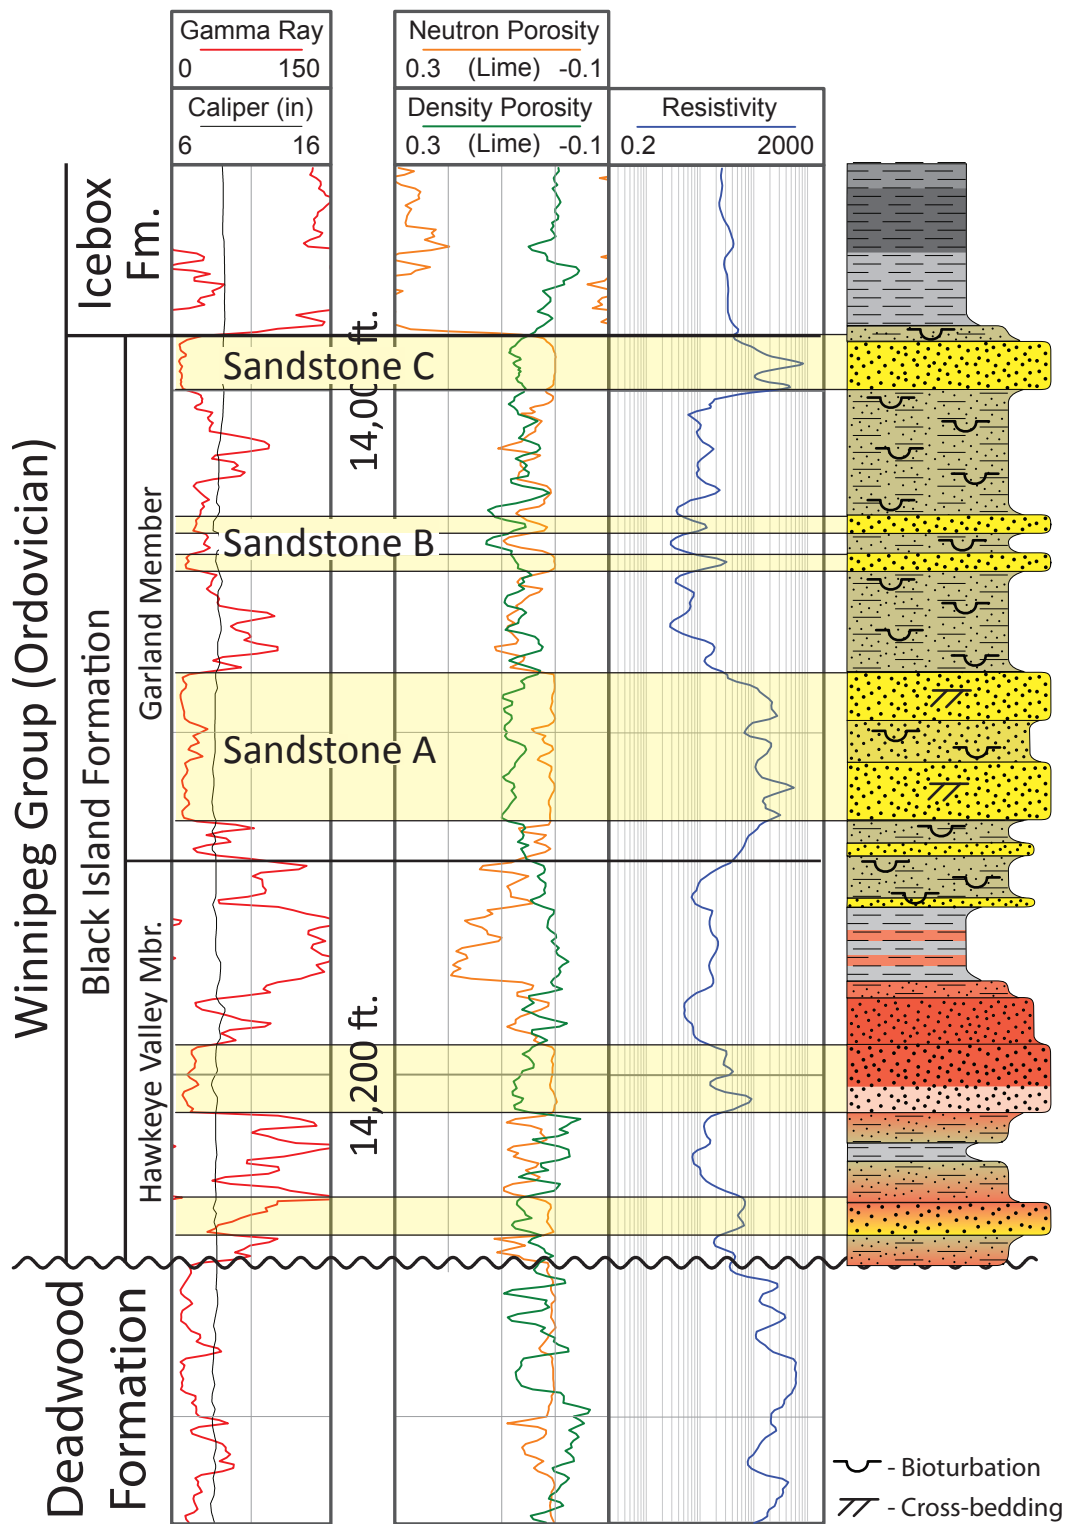 Gamma Ray
0 150
Caliper (in)
6 16
Neutron Porosity
0.3 (Lime) -0.1
Density Porosity
0.3 (Lime) -0.1
Resistivity
0.2 2000
Icebox
Fm.
Winnipeg Group (Ordovician)
Black Island Formation
Garland Member
Hawkeye Valley Mbr.
Sandstone C
14,00 ft.
Sandstone B
Sandstone A
14,200 ft.
Deadwood
Formation
- Bioturbation
- Cross-bedding